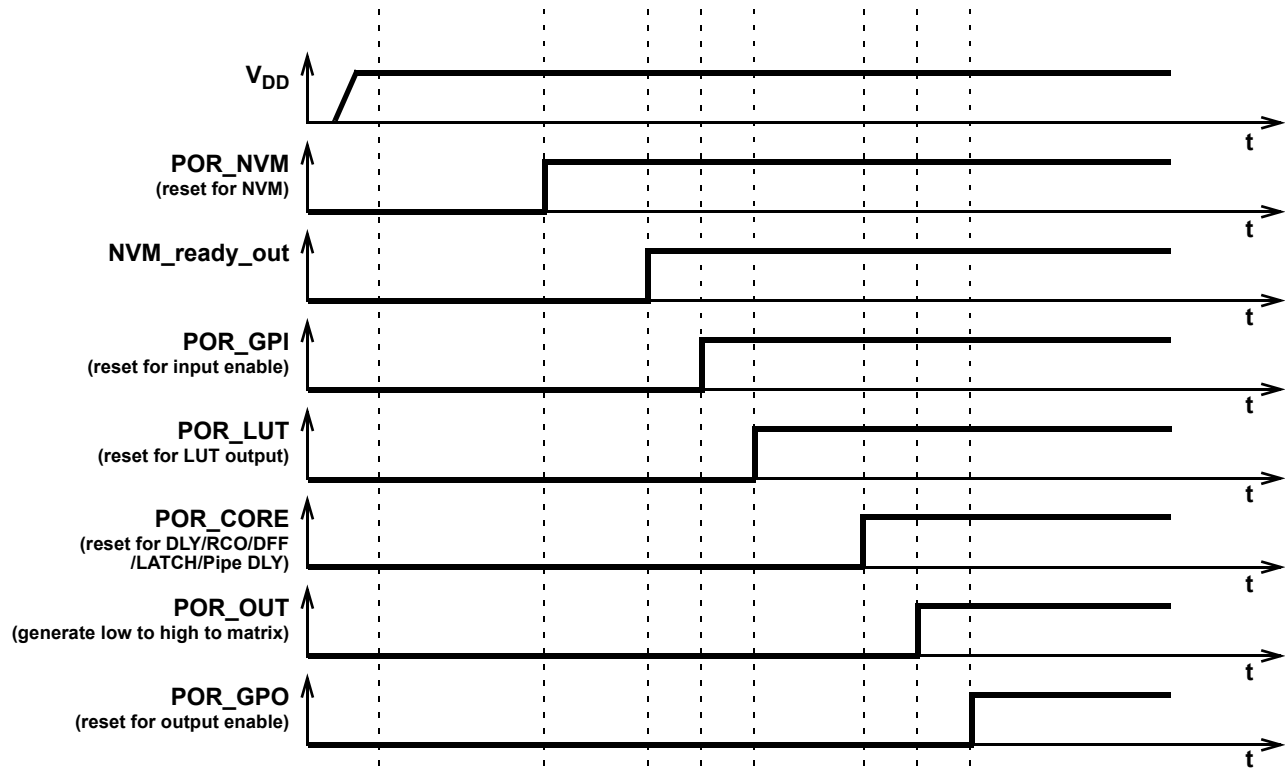 VDD
t
POR_NVM
(reset for NVM)
t
NVM_ready_out
t
POR_GPI
(reset for input enable)
t
POR_LUT
(reset for LUT output)
t
POR_CORE
(reset for DLY/RCO/DFF
/LATCH/Pipe DLY)
t
POR_OUT
(generate low to high to matrix)
t
POR_GPO
(reset for output enable)
t